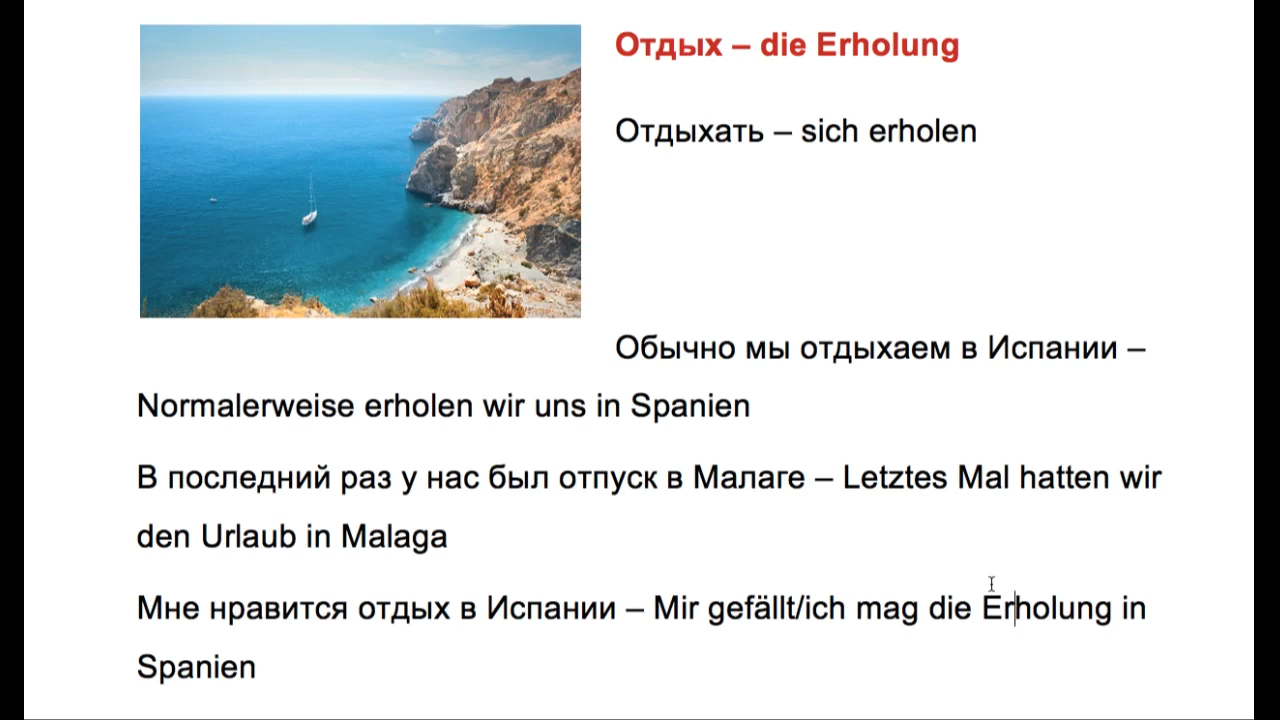 Отдых – die Erholung
Отдыхать – sich erholen
Обычно мы отдыхаем в Испании –
Normalerweise erholen wir uns in Spanien
В последний раз у нас был отпуск в Малаге – Letztes Mal hatten wir
den Urlaub in Malaga
Мне нравится отдых в Испании – Mir gefällt/ich mag die Erholung in
Spanien